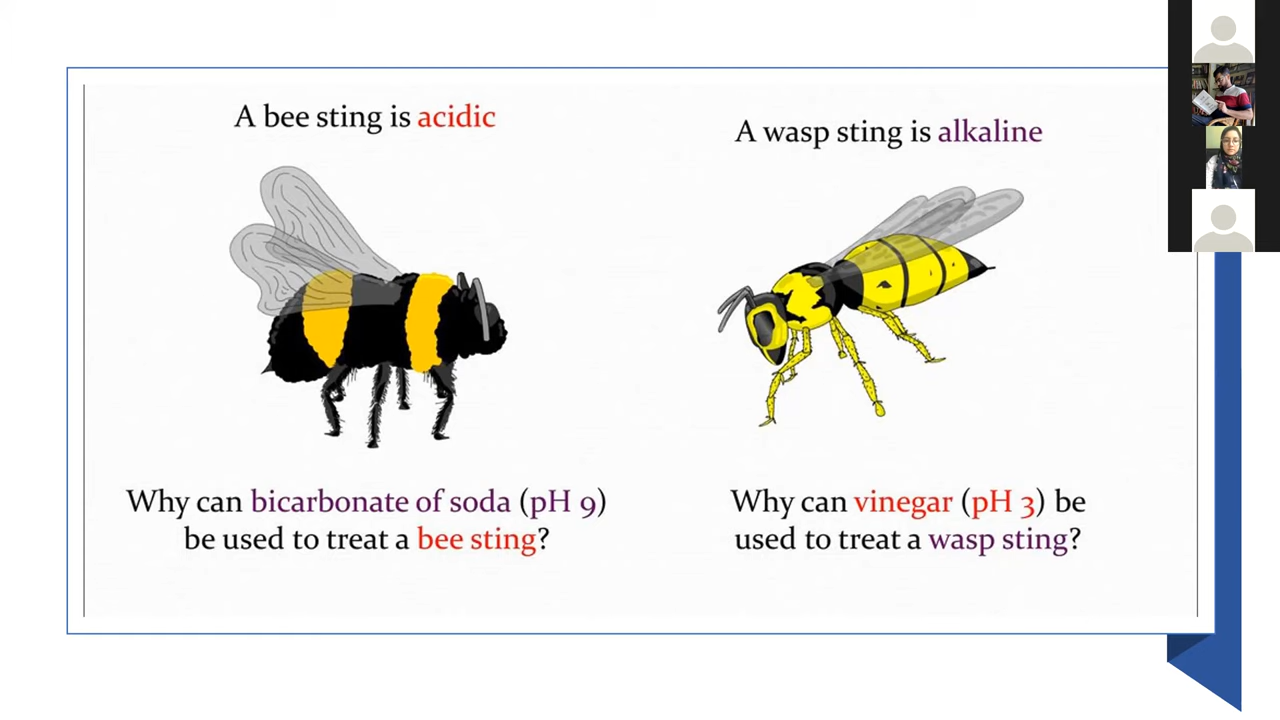 A bee sting is acidic
A wasp sting is alkaline
Why can bicarbonate of soda (pH 9)
be used to treat a bee sting?
Why can vinegar (pH 3) be
used to treat a wasp sting?